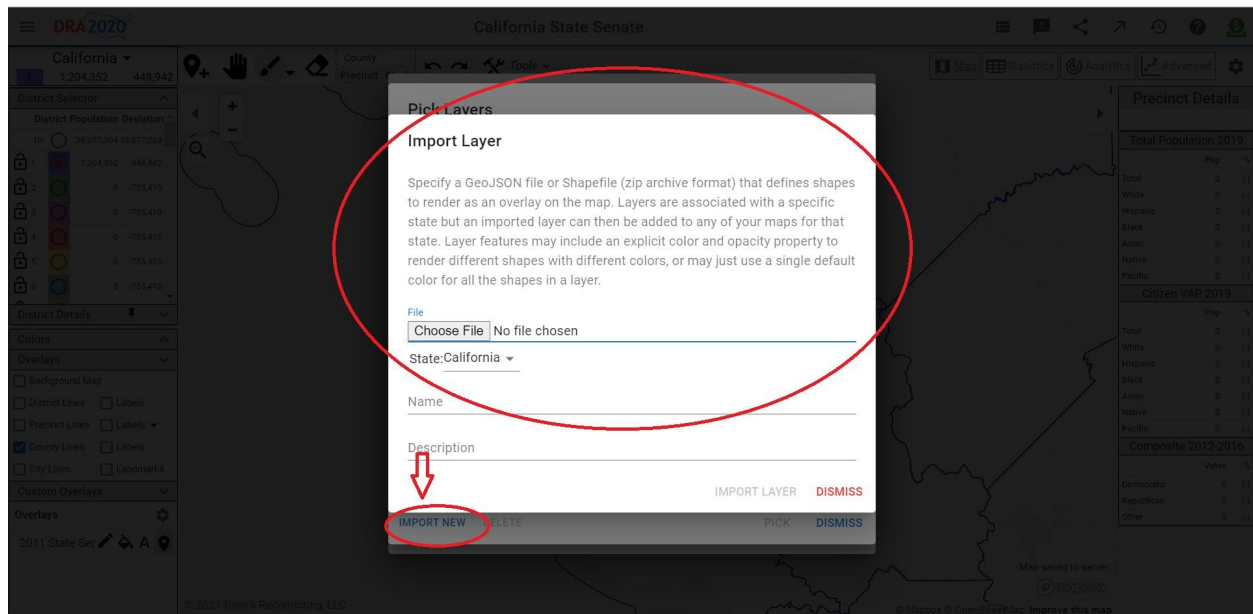 DRA2020
California State Senate
California
1 1,204,352 448,942
County
Precinct
Tools
Map
Statistics
Analytics
Advanced
District Selector
District Population Deviation
Un 38,077,004 38,077,004
1 1,204,352 448,942
2 0 -755,410
3 0 -755,410
4 0 -755,410
5 0 -755,410
6 0 -755,410
District Details
Colors
Overlays
Background Map
District Lines Labels
Precinct Lines Labels
County Lines Labels
City Lines Landmarks
Custom Overlays
Overlays
2011 State Ser A
Pick Layers
Import Layer
Specify a GeoJSON file or Shapefile (zip archive format) that defines shapes
to render as an overlay on the map. Layers are associated with a specific
state but an imported layer can then be added to any of your maps for that
state. Layer features may include an explicit color and opacity property to
render different shapes with different colors, or may just use a single default
color for all the shapes in a layer.
File
Choose File No file chosen
State: California
Name
Description
IMPORT LAYER DISMISS
IMPORT NEW DELETE PICK DISMISS
Precinct Details
Total Population 2019
Pop %
Total 0 (-)
White 0 (-)
Hispanic 0 (-)
Black 0 (-)
Asian 0 (-)
Native 0 (-)
Pacific 0 (-)
Citizen VAP 2019
Pop %
Total 0 (-)
White 0 (-)
Hispanic 0 (-)
Black 0 (-)
Asian 0 (-)
Native 0 (-)
Pacific 0 (-)
Composite 2012-2016
Votes %
Democratic 0 (-)
Republican 0 (-)
Other 0 (-)
Map saved to server
mapbox
© 2021 Dave's Redistricting, LLC
© Mapbox © OpenStreetMap Improve this map